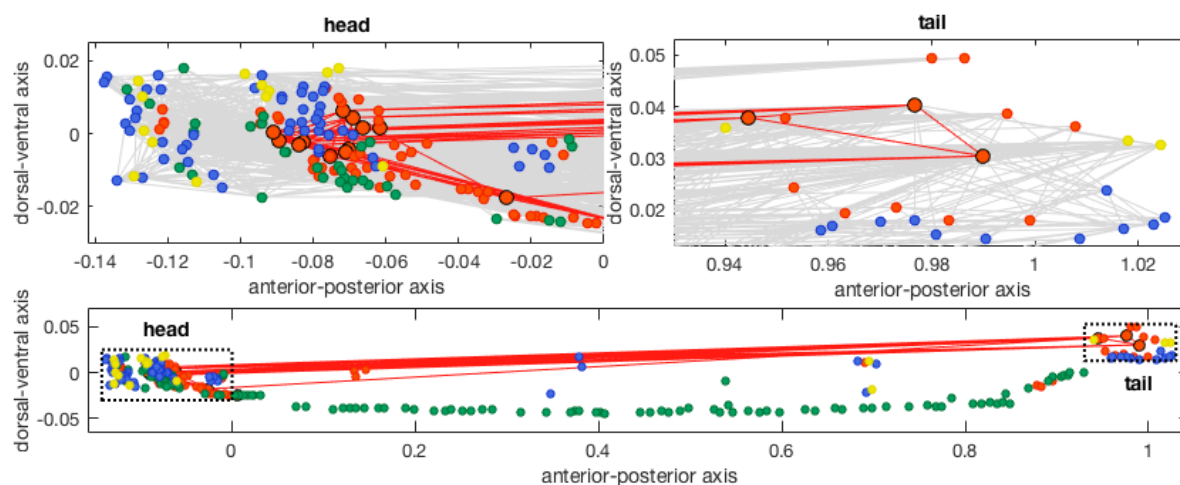 head
dorsal-ventral axis
0.02
0
-0.02
-0.14 -0.12 -0.1 -0.08 -0.06 -0.04 -0.02 0
anterior-posterior axis
tail
dorsal-ventral axis
0.05
0.04
0.03
0.02
0.94 0.96 0.98 1 1.02
anterior-posterior axis
dorsal-ventral axis
0.05
0
-0.05
head
tail
0 0.2 0.4 0.6 0.8 1
anterior-posterior axis